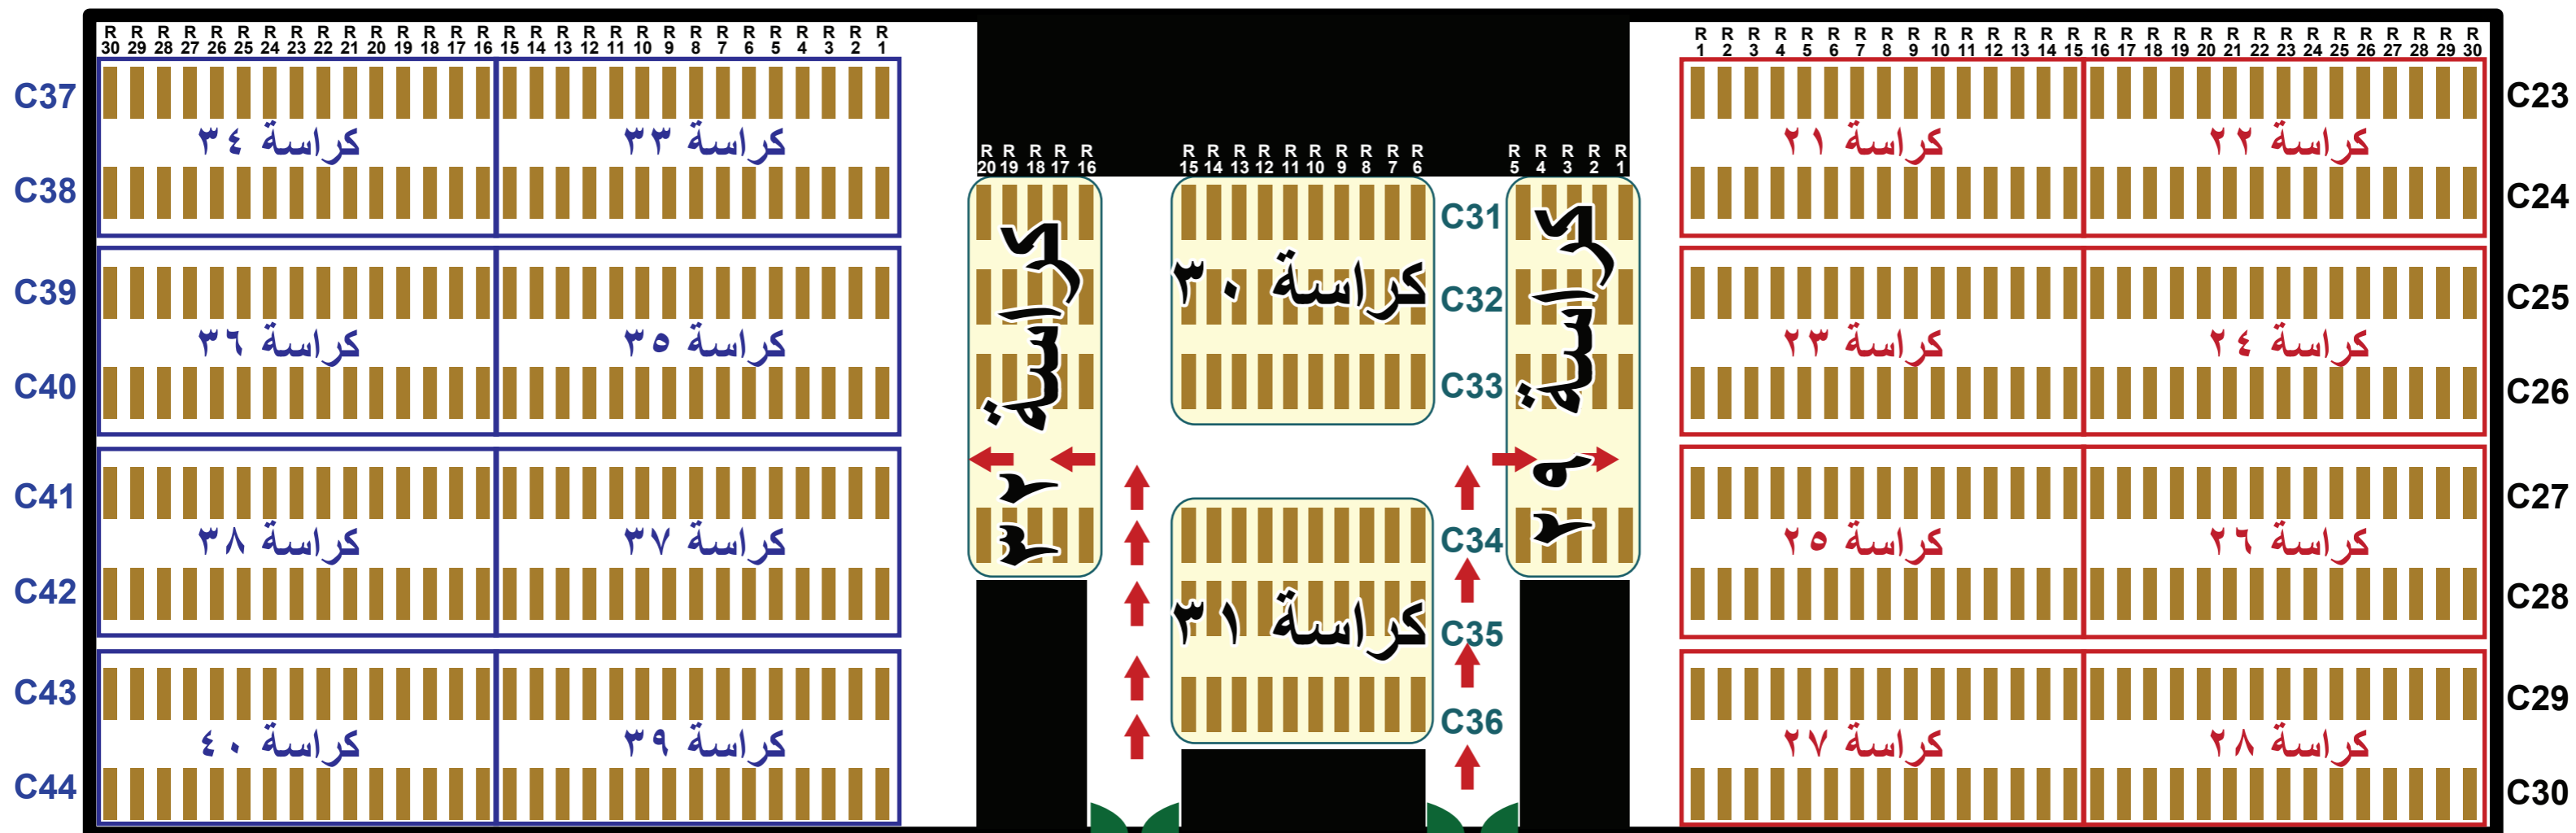 R R R R R R R R R R R R R R R R R R R R R R R R R R R R R R
30 29 28 27 26 25 24 23 22 21 20 19 18 17 16 15 14 13 12 11 10 9 8 7 6 5 4 3 2 1
C37
كراسة ٣٤
كراسة ٣٣
C38
C39
كراسة ٣٦
كراسة ٣٥
C40
C41
كراسة ٣٨
كراسة ٣٧
C42
C43
كراسة ٤٠
كراسة ٣٩
C44
R R R R R
20 19 18 17 16
كراسة ٣٢
R R R R R R R R R R
15 14 13 12 11 10 9 8 7 6
كراسة ٣٠
كراسة ٣١
C31
C32
C33
C34
C35
C36
R R R R R
5 4 3 2 1
كراسة ٢٩
R R R R R R R R R R R R R R R R R R R R R R R R R R R R R R
1 2 3 4 5 6 7 8 9 10 11 12 13 14 15 16 17 18 19 20 21 22 23 24 25 26 27 28 29 30
كراسة ٢١
كراسة ٢٢
C23
C24
كراسة ٢٣
كراسة ٢٤
C25
C26
كراسة ٢٥
كراسة ٢٦
C27
C28
كراسة ٢٧
كراسة ٢٨
C29
C30